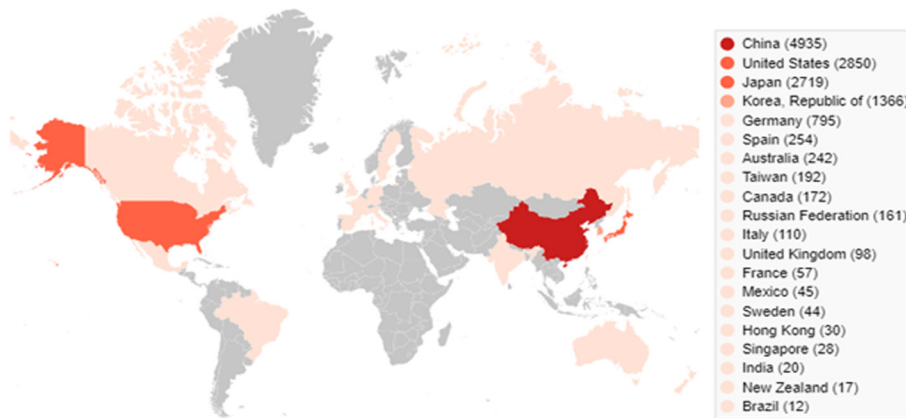 China (4935)
United States (2850)
Japan (2719)
Korea, Republic of (1366)
Germany (795)
Spain (254)
Australia (242)
Taiwan (192)
Canada (172)
Russian Federation (161)
Italy (110)
United Kingdom (98)
France (57)
Mexico (45)
Sweden (44)
Hong Kong (30)
Singapore (28)
India (20)
New Zealand (17)
Brazil (12)